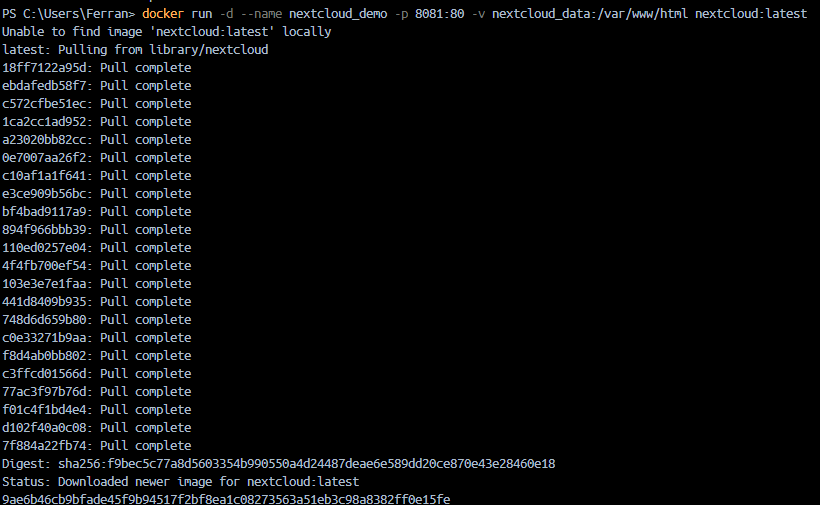 PS C:\Users\Ferran> docker run -d --name nextcloud_demo -p 8081:80 -v nextcloud_data:/var/www/html nextcloud:latest
Unable to find image 'nextcloud:latest' locally
latest: Pulling from library/nextcloud
18ff7122a95d: Pull complete
ebdafedb58f7: Pull complete
c572cfbe51ec: Pull complete
1ca2cc1ad952: Pull complete
a23020bb82cc: Pull complete
0e7007aa26f2: Pull complete
c10af1a1f641: Pull complete
e3ce909b56bc: Pull complete
bf4bad9117a9: Pull complete
894f966bbb39: Pull complete
110ed0257e04: Pull complete
4f4fb700ef54: Pull complete
103e3e7e1faa: Pull complete
441d8409b935: Pull complete
748d6d659b80: Pull complete
c0e33271b9aa: Pull complete
f8d4ab0bb802: Pull complete
c3ffcd01566d: Pull complete
77ac3f97b76d: Pull complete
f01c4f1bd4e4: Pull complete
d102f40a0c08: Pull complete
7f884a22fb74: Pull complete
Digest: sha256:f9bec5c77a8d5603354b990550a4d24487deae6e589dd20ce870e43e28460e18
Status: Downloaded newer image for nextcloud:latest
9ae6b46cb9bfade45f9b94517f2bf8ea1c08273563a51eb3c98a8382ff0e15fe